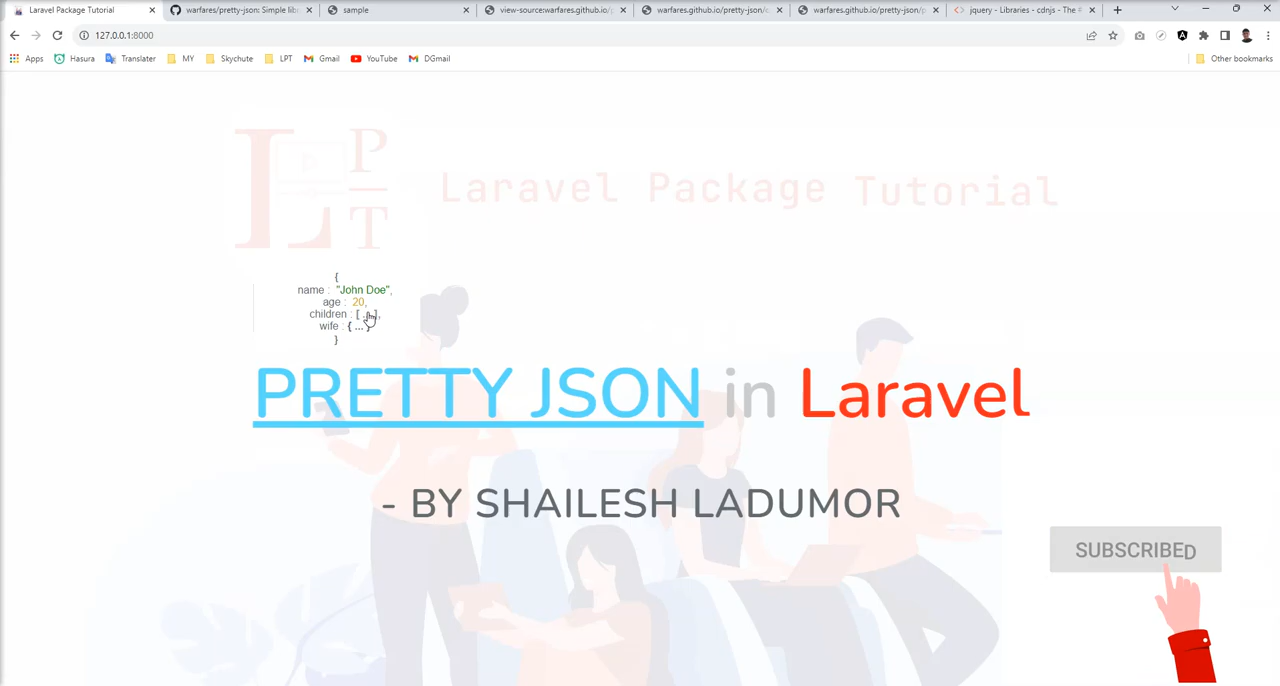 Laravel Package Tutorial
warfares/pretty-json: Simple lib
sample
view-source:warfares.github.io/p
warfares.github.io/pretty-json/c
warfares.github.io/pretty-json/p
jquery - Libraries - cdnjs - The #
127.0.0.1:8000
Apps
Hasura
Translater
MY
Skychute
LPT
Gmail
YouTube
DGmail
Other bookmarks
L P T
Laravel Package Tutorial
{
name : "John Doe",
age : 20,
children : [ ... ],
wife : { ... }
}
PRETTY JSON in Laravel
- BY SHAILESH LADUMOR
SUBSCRIBED